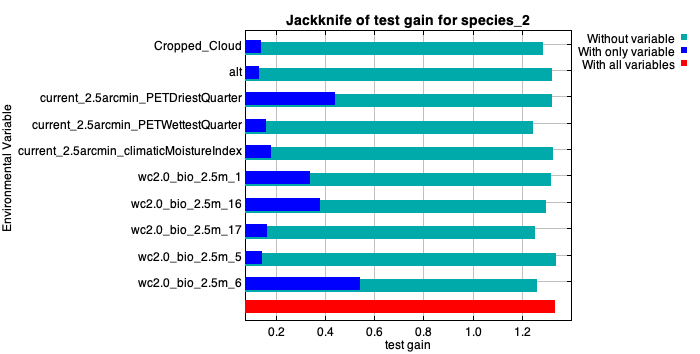 Jackknife of test gain for species_2
Without variable
With only variable
With all variables
Environmental Variable
Cropped_Cloud
alt
current_2.5arcmin_PETDriestQuarter
current_2.5arcmin_PETWettestQuarter
current_2.5arcmin_climaticMoistureIndex
wc2.0_bio_2.5m_1
wc2.0_bio_2.5m_16
wc2.0_bio_2.5m_17
wc2.0_bio_2.5m_5
wc2.0_bio_2.5m_6
0.2 0.4 0.6 0.8 1.0 1.2
test gain